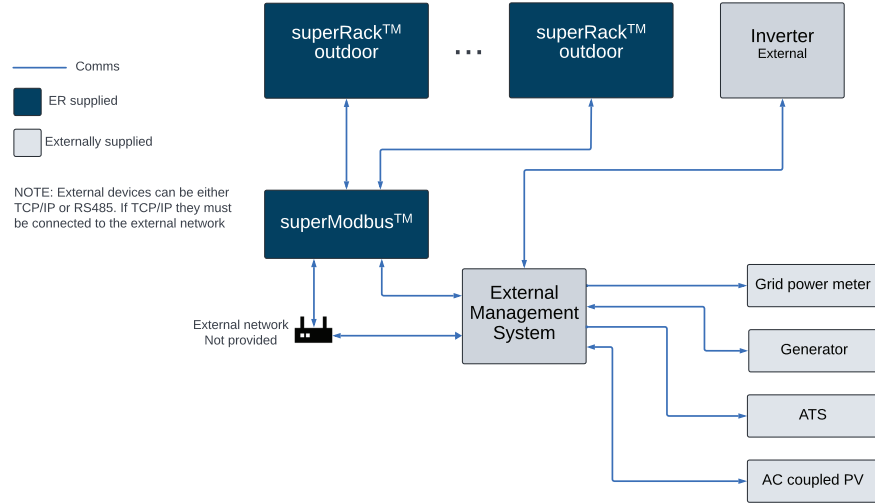 superRack™
outdoor
...
superRack™
outdoor
Inverter
External
Comms
ER supplied
Externally supplied
NOTE: External devices can be either
TCP/IP or RS485. If TCP/IP they must
be connected to the external network
superModbus™
External network
Not provided
External
Management
System
Grid power meter
Generator
ATS
AC coupled PV